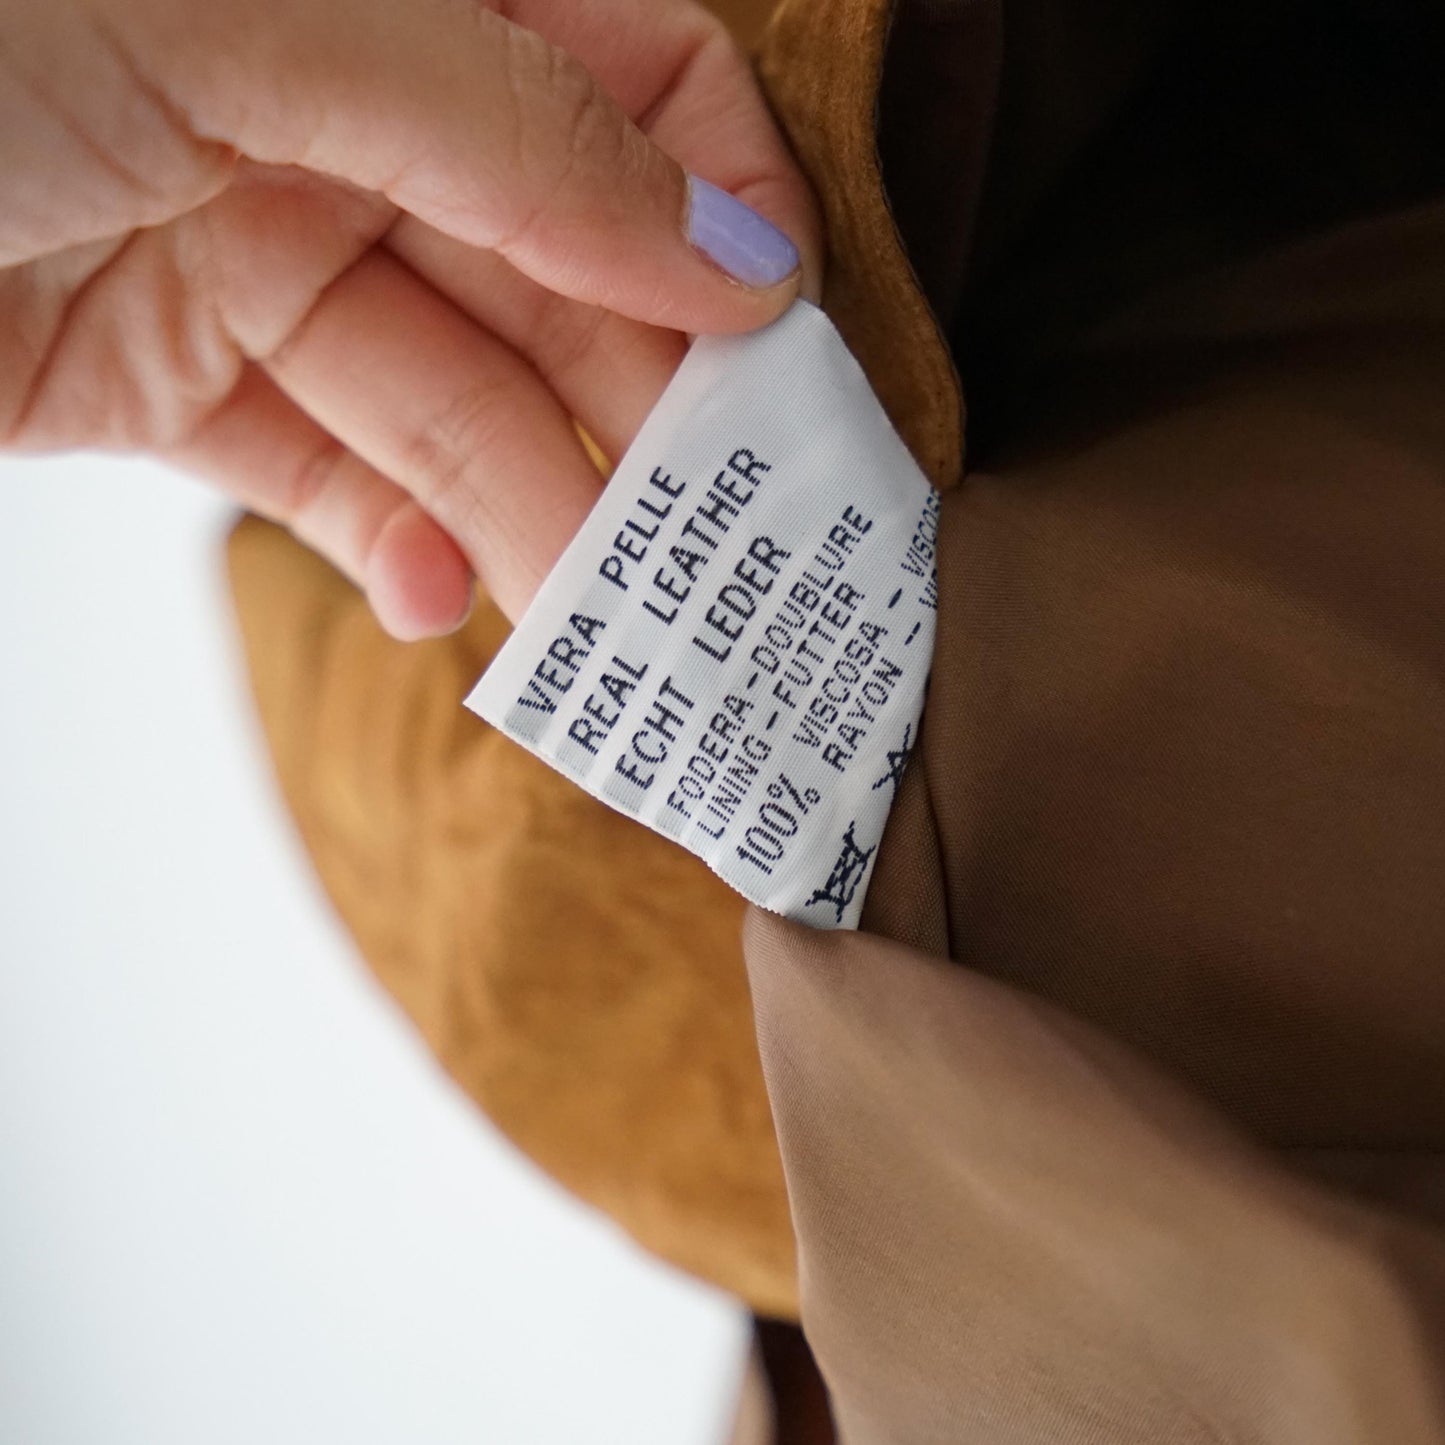 VERA PELLE
REAL LEATHER
ECHT LEDER
FODERA-DOUBLURE
LINING - FUTTER
100% VISCOSA - VISCOSE
RAYON -